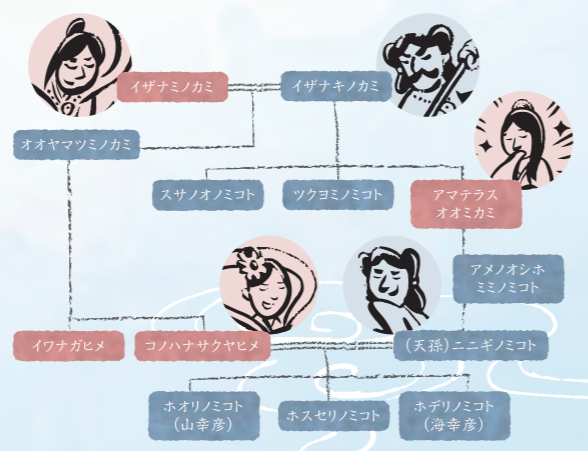 イザナミノカミ
イザナキノカミ
オオヤマツミノカミ
スサノオノミコト
ツクヨミノミコト
アマテラス
オオミカミ
アメノオシホ
ミミノミコト
イワナガヒメ
コノハナサクヤヒメ
(天孫)ニニギノミコト
ホオリノミコト
(山幸彦)
ホスセリノミコト
ホデリノミコト
(海幸彦)